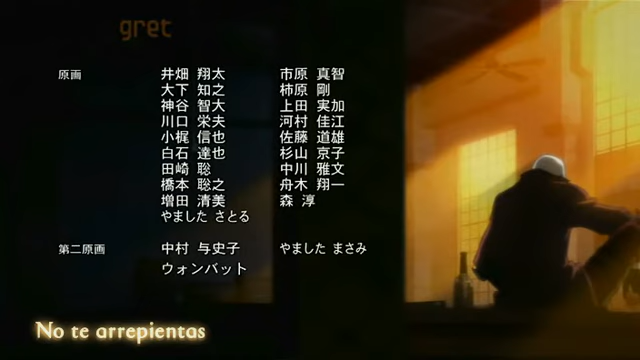 gret
原画 井畑 翔太 市原 真智
大下 知之 柿原 剛
神谷 智大 上田 実加
川口 栄夫 河村 佳江
小梶 信也 佐藤 道雄
白石 達也 杉山 京子
田崎 聡 中川 雅文
橋本 聡之 舟木 翔一
増田 清美 森 淳
やました さとる
第二原画 中村 与史子 やました まさみ
ウォンバット
No te arrepientas